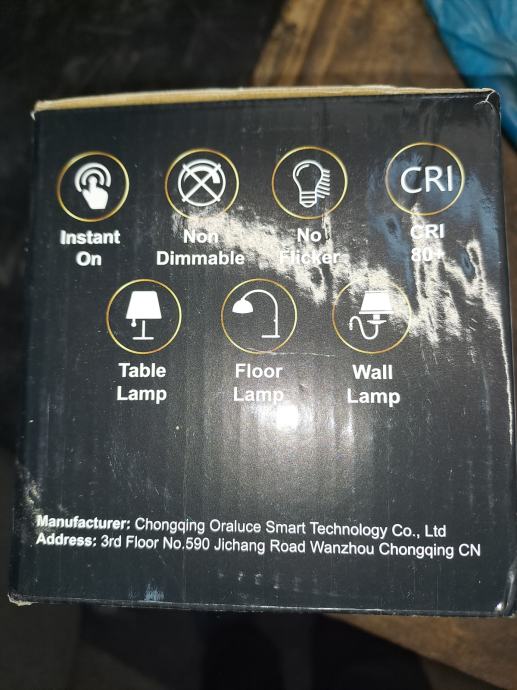 CRI
Instant On
Non Dimmable
No Flicker
CRI 80+
Table Lamp
Floor Lamp
Wall Lamp
Manufacturer: Chongqing Oraluce Smart Technology Co., Ltd
Address: 3rd Floor No.590 Jichang Road Wanzhou Chongqing CN